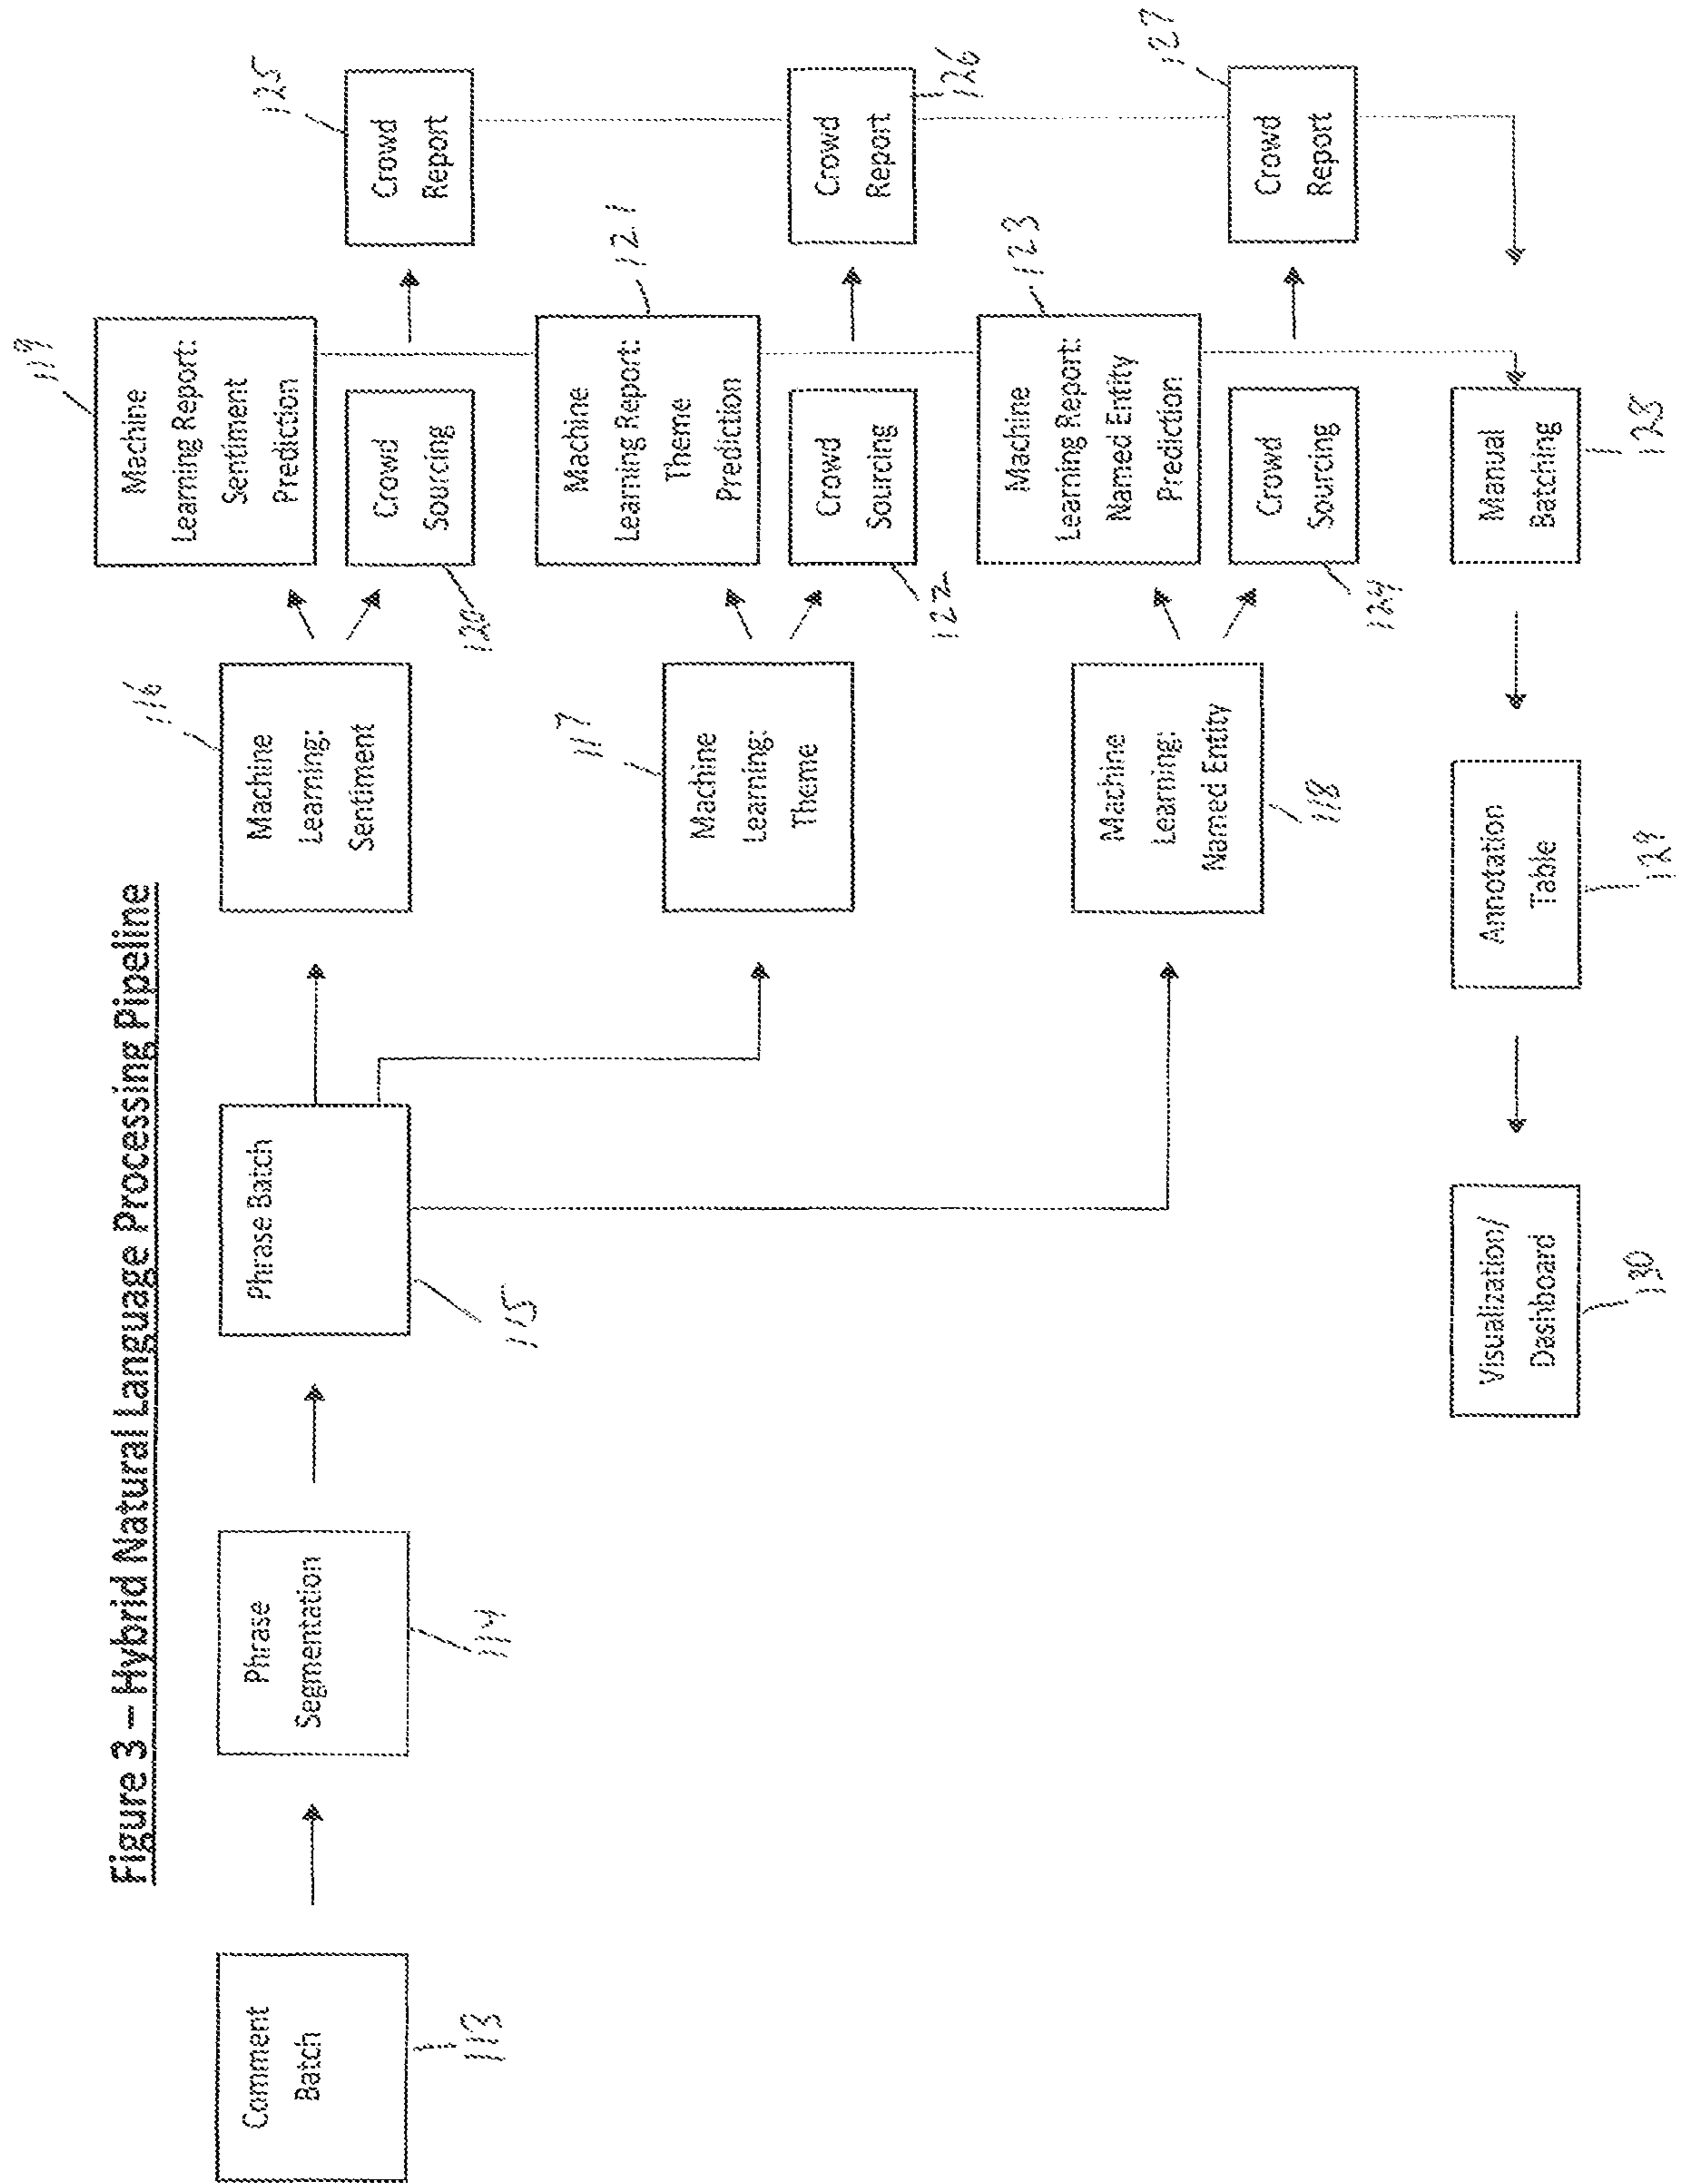 Figure 3 – Hybrid Natural Language Processing Pipeline
Comment
Batch
113
Phrase
Segmentation
114
Phrase Batch
115
Machine
Learning:
Sentiment
116
Machine
Learning:
Theme
117
Machine
Learning:
Named Entity
118
Machine
Learning Report:
Sentiment
Prediction
119
Crowd
Sourcing
120
Machine
Learning Report:
Theme
Prediction
121
Crowd
Sourcing
122
Machine
Learning Report:
Named Entity
Prediction
123
Crowd
Sourcing
124
Crowd
Report
125
Crowd
Report
126
Crowd
Report
127
Manual
Batching
128
Annotation
Table
129
Visualization/
Dashboard
130